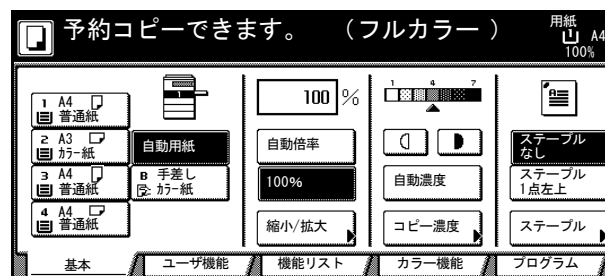 予約コピーできます。 （フルカラー ）
用紙
1 A4
100%
1 A4
普通紙
2 A3
ｶﾗｰ紙
3 A4
普通紙
4 A4
普通紙
1
自動用紙
B 手差し
ｶﾗｰ紙
100 %
自動倍率
100%
縮小/拡大
1 4 7
自動濃度
コピー濃度
ステープル
なし
ステープル
1点左上
ステープル
基本
ユーザ機能
機能リスト
カラー機能
プログラム